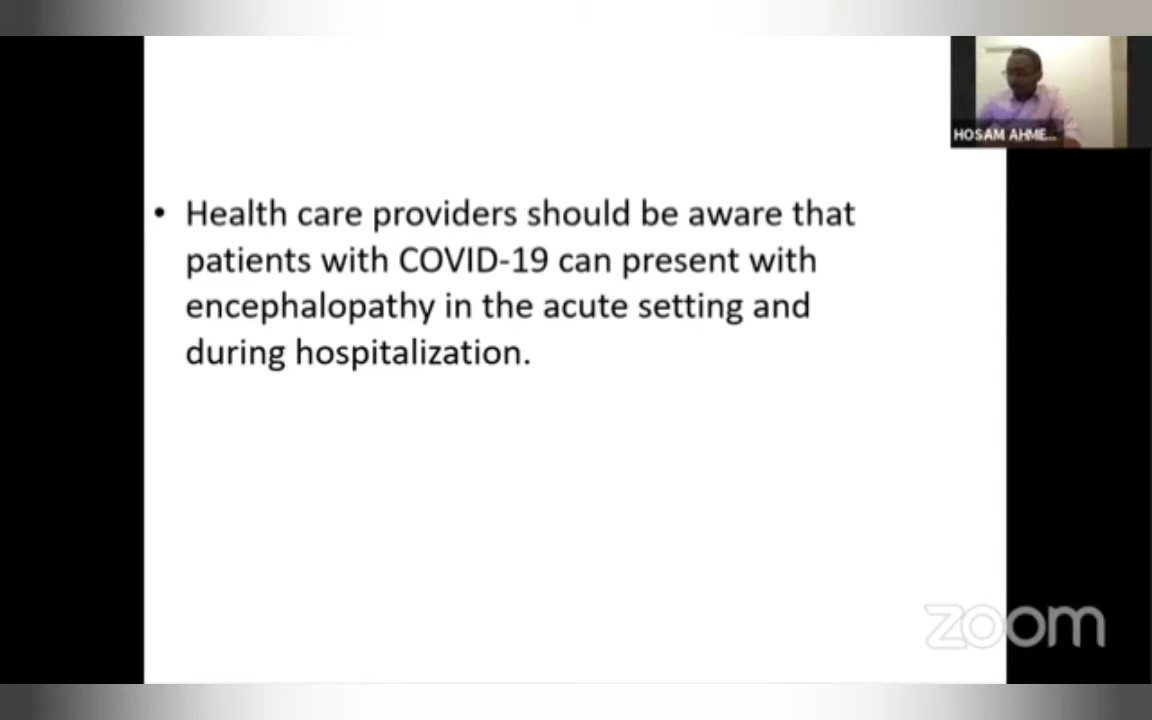 HOSAM AHME...
• Health care providers should be aware that
patients with COVID-19 can present with
encephalopathy in the acute setting and
during hospitalization.
zoom